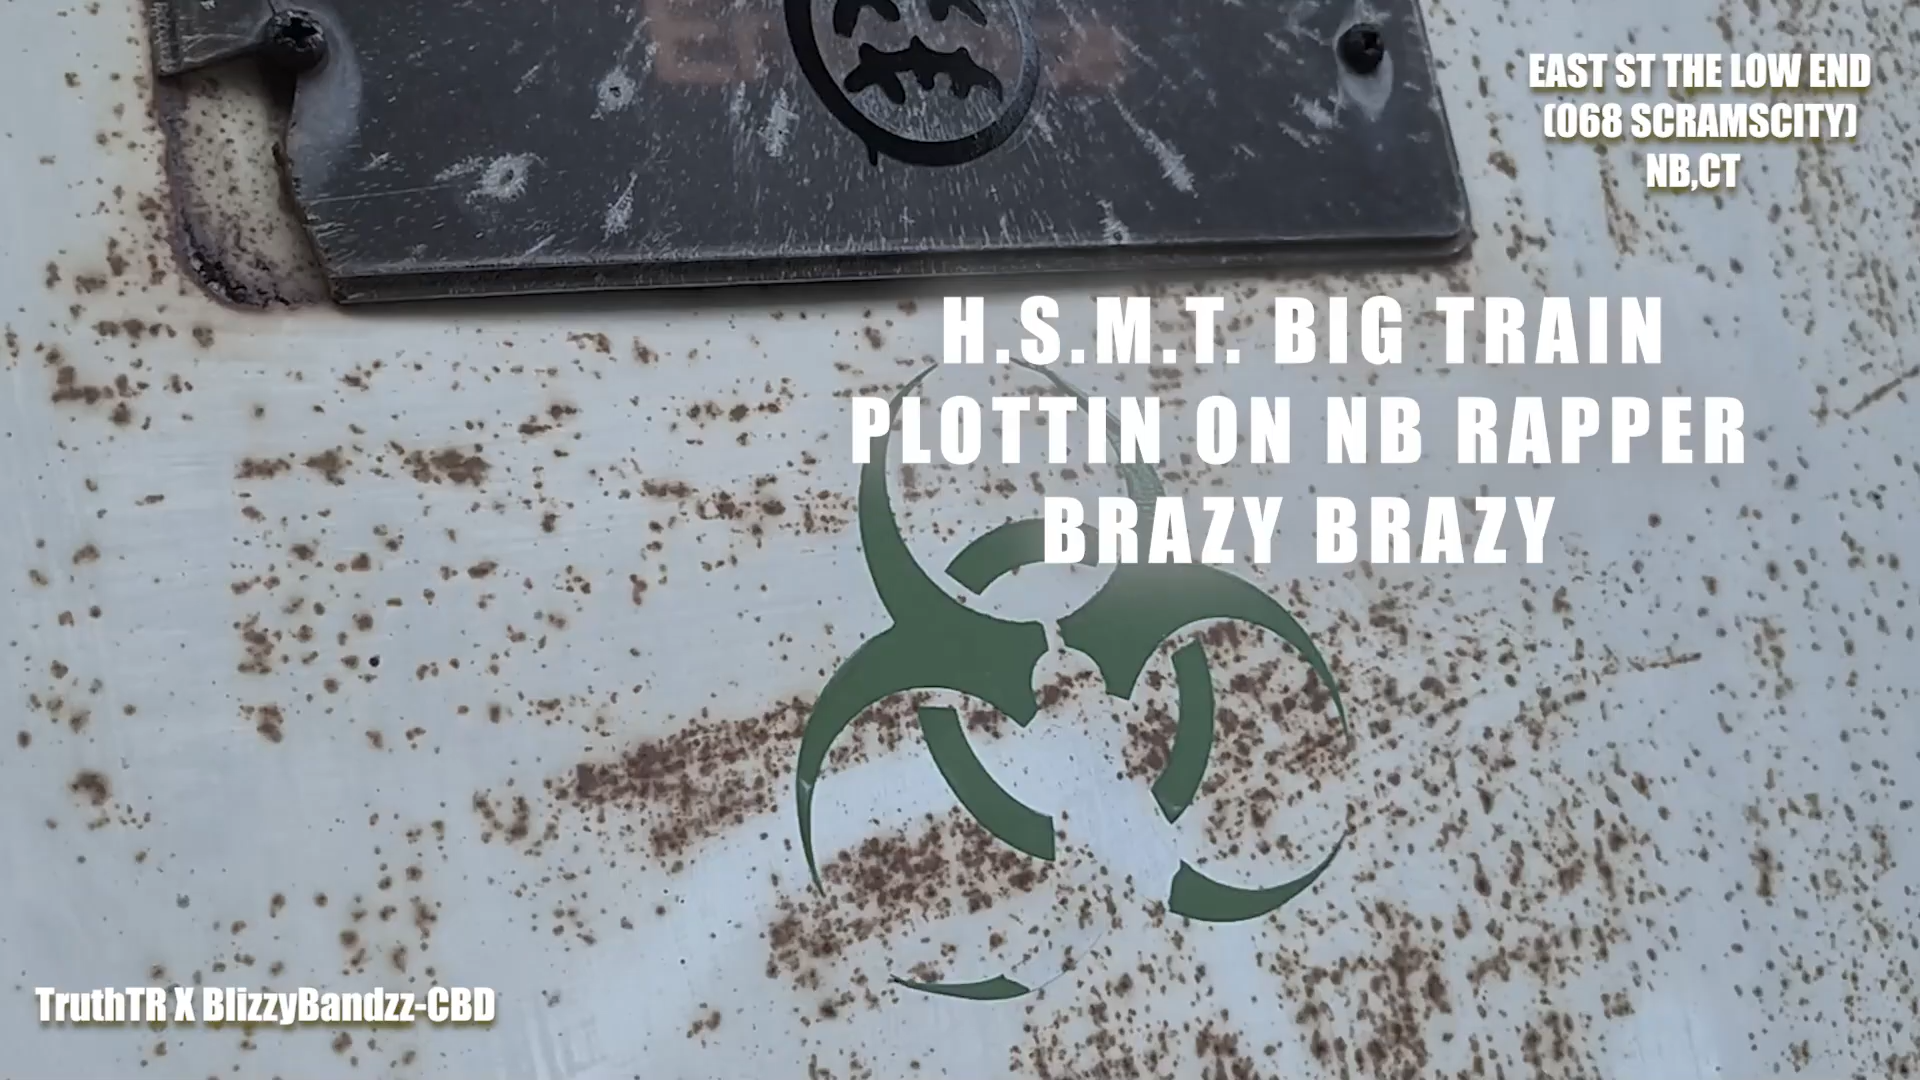 EAST ST THE LOW END
(068 SCRAMSCITY)
NB,CT
H.S.M.T. BIG TRAIN
PLOTTIN ON NB RAPPER
BRAZY BRAZY
TruthTR X BlizzyBandzz-CBD